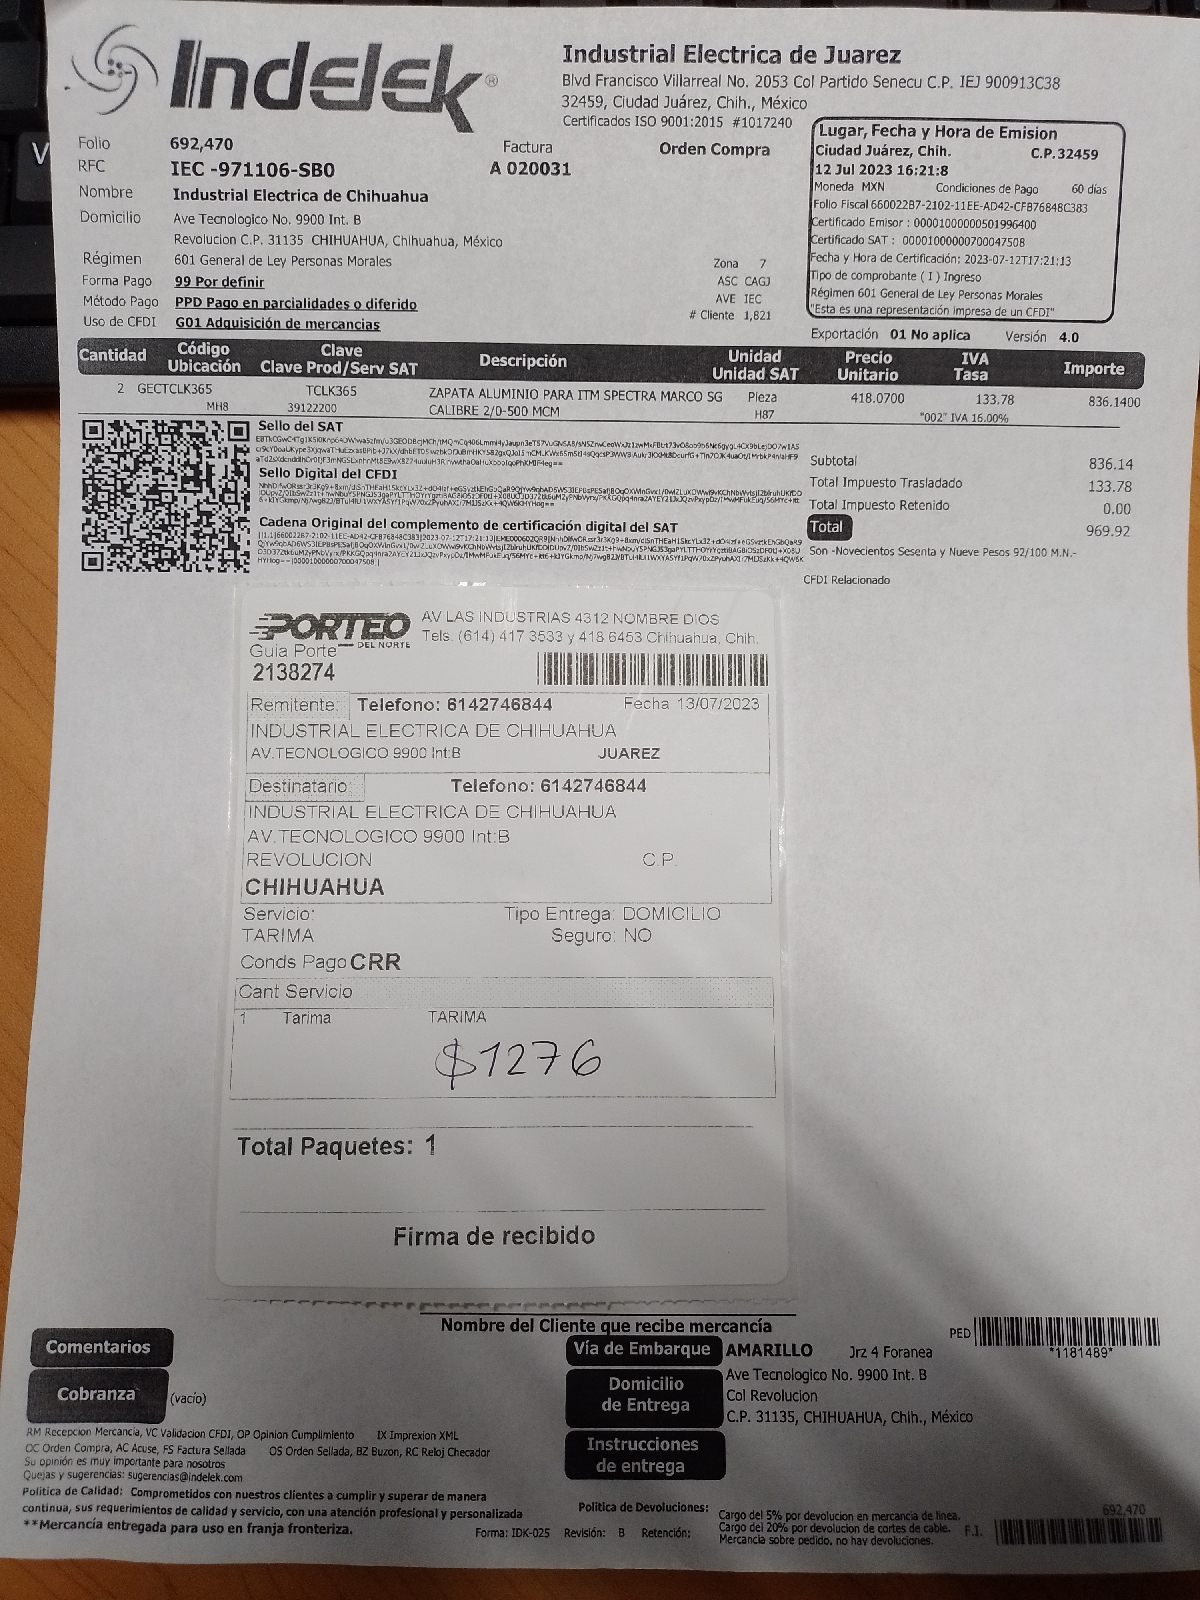 Indelek®
Industrial Electrica de Juarez
Blvd Francisco Villarreal No. 2053 Col Partido Senecu C.P. IEJ 900913C38
32459, Ciudad Juárez, Chih., México
Certificados ISO 9001:2015 #1017240
Folio 692,470
Factura
A 020031
Orden Compra
RFC IEC -971106-SB0
Nombre Industrial Electrica de Chihuahua
Domicilio Ave Tecnologico No. 9900 Int. B
Revolucion C.P. 31135 CHIHUAHUA, Chihuahua, México
Régimen 601 General de Ley Personas Morales
Forma Pago 99 Por definir
Método Pago PPD Pago en parcialidades o diferido
Uso de CFDI G01 Adquisición de mercancias
Zona 7
ASC CAGJ
AVE IEC
# Cliente 1,821
Lugar, Fecha y Hora de Emision
Ciudad Juárez, Chih. C.P.32459
12 Jul 2023 16:21:8
Moneda MXN Condiciones de Pago 60 días
Folio Fiscal 660022B7-2102-11EE-AD42-CFB76848C383
Certificado Emisor : 00001000000501996400
Certificado SAT : 00001000000700047508
Fecha y Hora de Certificación: 2023-07-12T17:21:13
Tipo de comprobante ( I ) Ingreso
Régimen 601 General de Ley Personas Morales
"Esta es una representación impresa de un CFDI"
Exportación 01 No aplica Versión 4.0
Cantidad Código Ubicación Clave Clave Prod/Serv SAT Descripción Unidad Unidad SAT Precio Unitario IVA Tasa Importe
2 GECTCLK365 TCLK365 ZAPATA ALUMINIO PARA ITM SPECTRA MARCO SG Pieza 418.0700 133.78 836.1400
MH8 39122200 CALIBRE 2/0-500 MCM H87 "002" IVA 16.00%
Sello del SAT
Sello Digital del CFDI
Cadena Original del complemento de certificación digital del SAT
Subtotal 836.14
Total Impuesto Trasladado 133.78
Total Impuesto Retenido 0.00
Total 969.92
Son -Novecientos Sesenta y Nueve Pesos 92/100 M.N.-
CFDI Relacionado
PORTEO
DEL NORTE
AV LAS INDUSTRIAS 4312 NOMBRE DIOS
Tels. (614) 417 3533 y 418 6453 Chihuahua, Chih.
Guia Porte
2138274
Remitente: Telefono: 6142746844 Fecha 13/07/2023
INDUSTRIAL ELECTRICA DE CHIHUAHUA
AV.TECNOLOGICO 9900 Int:B JUAREZ
Destinatario: Telefono: 6142746844
INDUSTRIAL ELECTRICA DE CHIHUAHUA
AV.TECNOLOGICO 9900 Int:B
REVOLUCION C.P.
CHIHUAHUA
Servicio: Tipo Entrega: DOMICILIO
TARIMA Seguro: NO
Conds Pago CRR
Cant Servicio
1 Tarima TARIMA
$1276
Total Paquetes: 1
Firma de recibido
Nombre del Cliente que recibe mercancía
PED
*1181489*
Comentarios
Cobranza (vacio)
Vía de Embarque AMARILLO Jrz 4 Foranea
Domicilio de Entrega
Ave Tecnologico No. 9900 Int. B
Col Revolucion
C.P. 31135, CHIHUAHUA, Chih., México
Instrucciones de entrega
RM Recepcion Mercancia, VC Validacion CFDI, OP Opinion Cumplimiento IX Imprexion XML
OC Orden Compra, AC Acuse, FS Factura Sellada OS Orden Sellada, BZ Buzon, RC Reloj Checador
Su opinión es muy importante para nosotros
Quejas y sugerencias: sugerencias@indelek.com
Politica de Calidad: Comprometidos con nuestros clientes a cumplir y superar de manera
continua, sus requerimientos de calidad y servicio, con una atención profesional y personalizada
**Mercancía entregada para uso en franja fronteriza.
Forma: IDK-025 Revisión: B Retención:
Politica de Devoluciones:
Cargo del 5% por devolucion en mercancia de linea.
Cargo del 20% por devolucion de cortes de cable.
Mercancia sobre pedido, no hay devoluciones.
F.I.
692,470